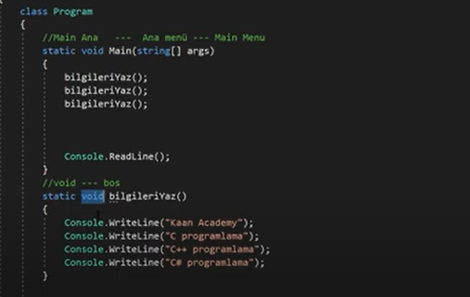 class Program
{
//Main Ana --- Ana menü --- Main Menu
static void Main(string[] args)
{
bilgileriYaz();
bilgileriYaz();
bilgileriYaz();
Console.ReadLine();
}
//void --- bos
static void bilgileriYaz()
{
Console.WriteLine("Kaan Academy");
Console.WriteLine("C programlama");
Console.WriteLine("C++ programlama");
Console.WriteLine("C# programlama");
}